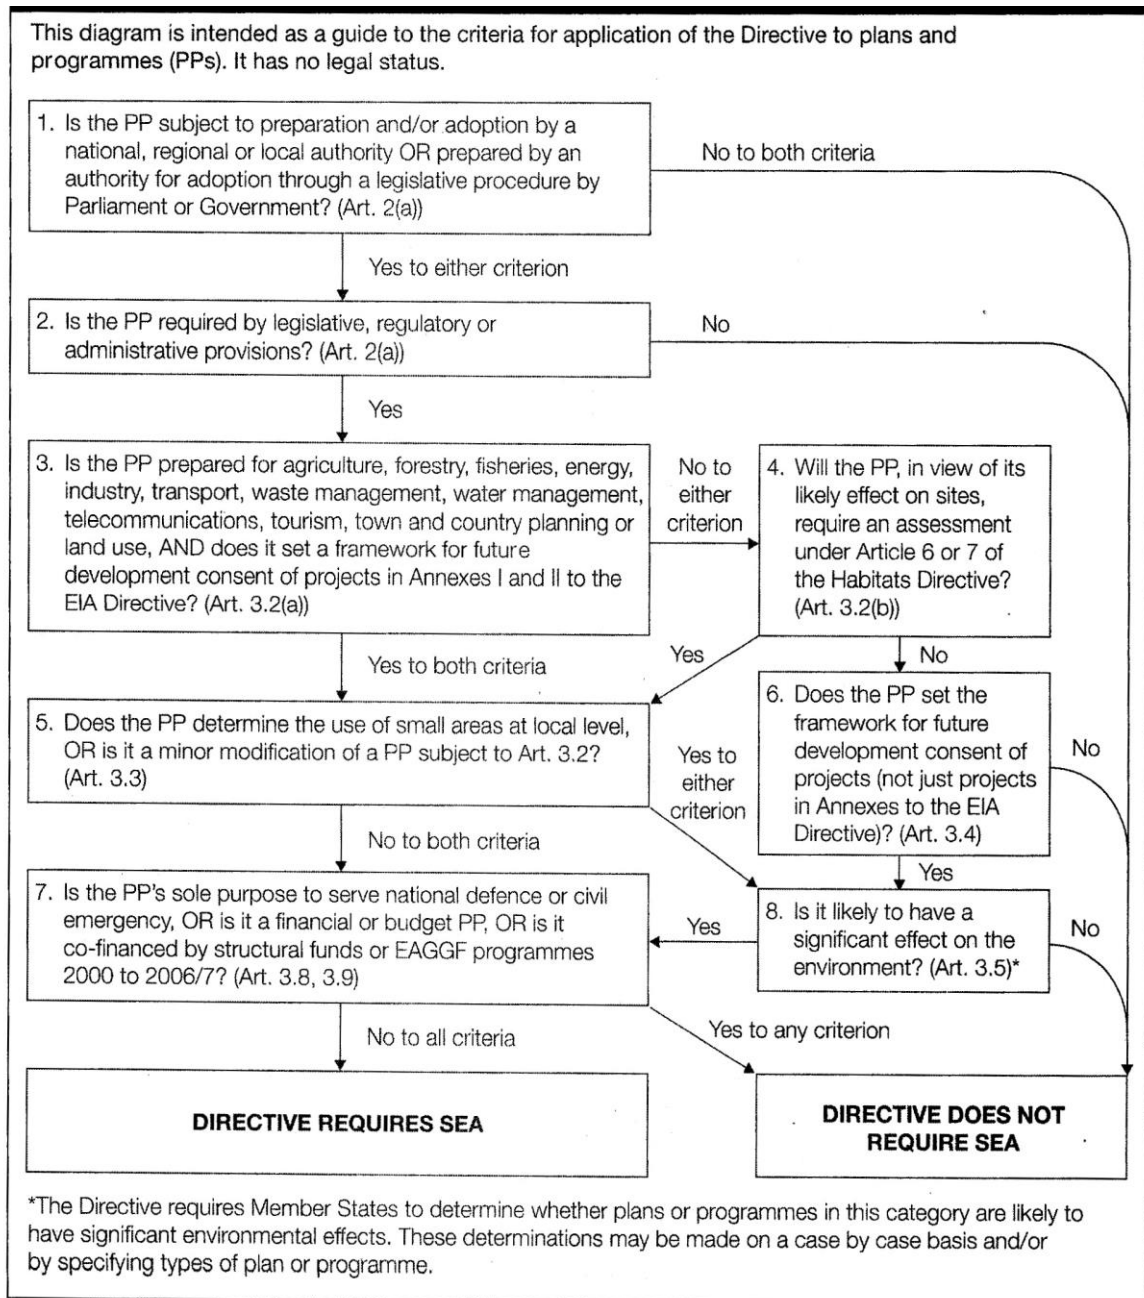 This diagram is intended as a guide to the criteria for application of the Directive to plans and
programmes (PPs). It has no legal status.
1. Is the PP subject to preparation and/or adoption by a
national, regional or local authority OR prepared by an
authority for adoption through a legislative procedure by
Parliament or Government? (Art. 2(a))
No to both criteria
Yes to either criterion
2. Is the PP required by legislative, regulatory or
administrative provisions? (Art. 2(a))
No
Yes
3. Is the PP prepared for agriculture, forestry, fisheries, energy,
industry, transport, waste management, water management,
telecommunications, tourism, town and country planning or
land use, AND does it set a framework for future
development consent of projects in Annexes I and II to the
EIA Directive? (Art. 3.2(a))
No to
either
criterion
4. Will the PP, in view of its
likely effect on sites,
require an assessment
under Article 6 or 7 of
the Habitats Directive?
(Art. 3.2(b))
Yes to both criteria
Yes
No
5. Does the PP determine the use of small areas at local level,
OR is it a minor modification of a PP subject to Art. 3.2?
(Art. 3.3)
Yes to
either
criterion
6. Does the PP set the
framework for future
development consent of
projects (not just projects
in Annexes to the EIA
Directive)? (Art. 3.4)
No
No to both criteria
Yes
7. Is the PP's sole purpose to serve national defence or civil
emergency, OR is it a financial or budget PP, OR is it
co-financed by structural funds or EAGGF programmes
2000 to 2006/7? (Art. 3.8, 3.9)
Yes
8. Is it likely to have a
significant effect on the
environment? (Art. 3.5)*
No
No to all criteria
Yes to any criterion
DIRECTIVE REQUIRES SEA
DIRECTIVE DOES NOT
REQUIRE SEA
*The Directive requires Member States to determine whether plans or programmes in this category are likely to
have significant environmental effects. These determinations may be made on a case by case basis and/or
by specifying types of plan or programme.